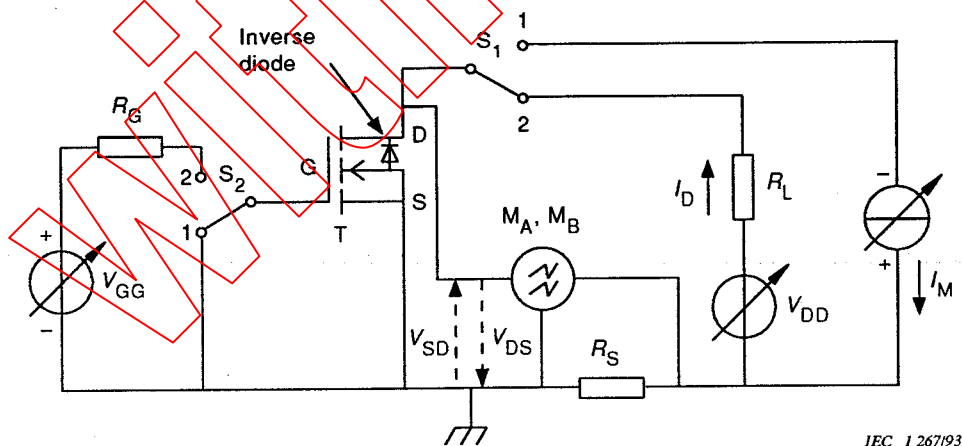 Inverse
diode
S1
1
2
RG
2
S2
1
G
D
S
T
+
VGG
–
MA, MB
VSD
VDS
RS
ID
RL
VDD
-
+
IM
IEC 1 267/93